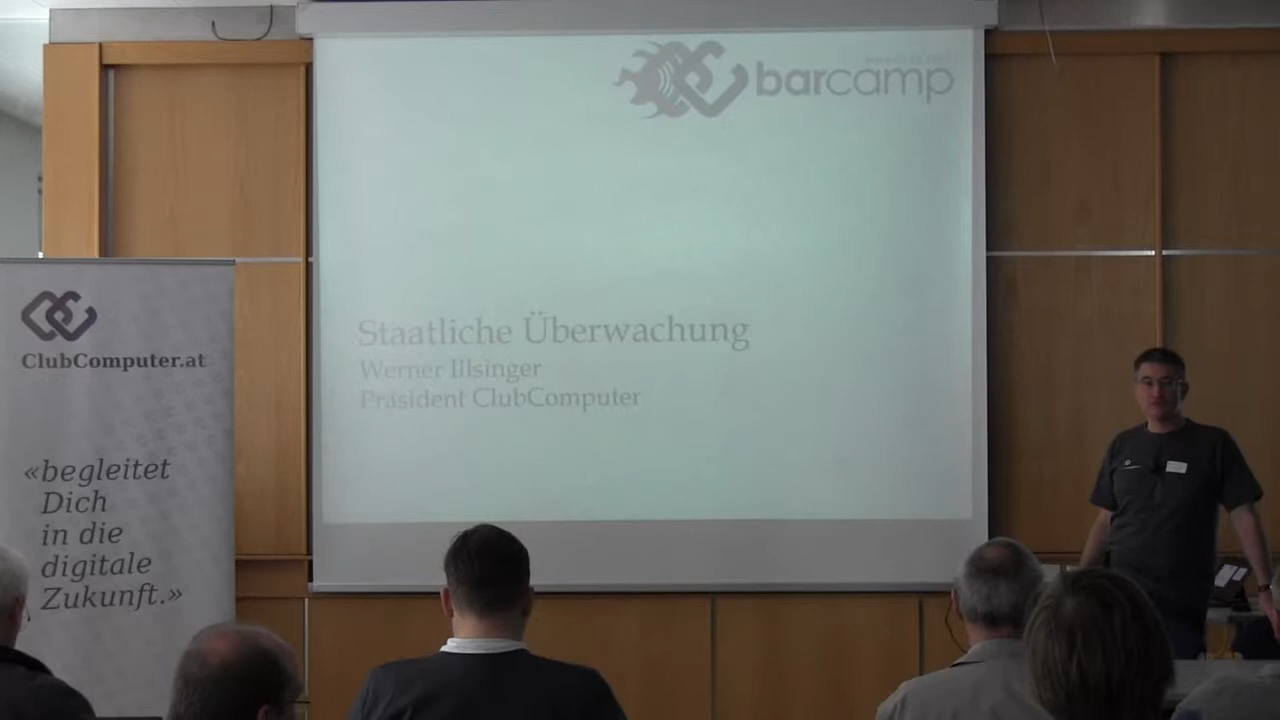 barcamp
Staatliche Überwachung
Werner Illsinger
Präsident ClubComputer
ClubComputer.at
«begleitet
Dich
in die
digitale
Zukunft.»